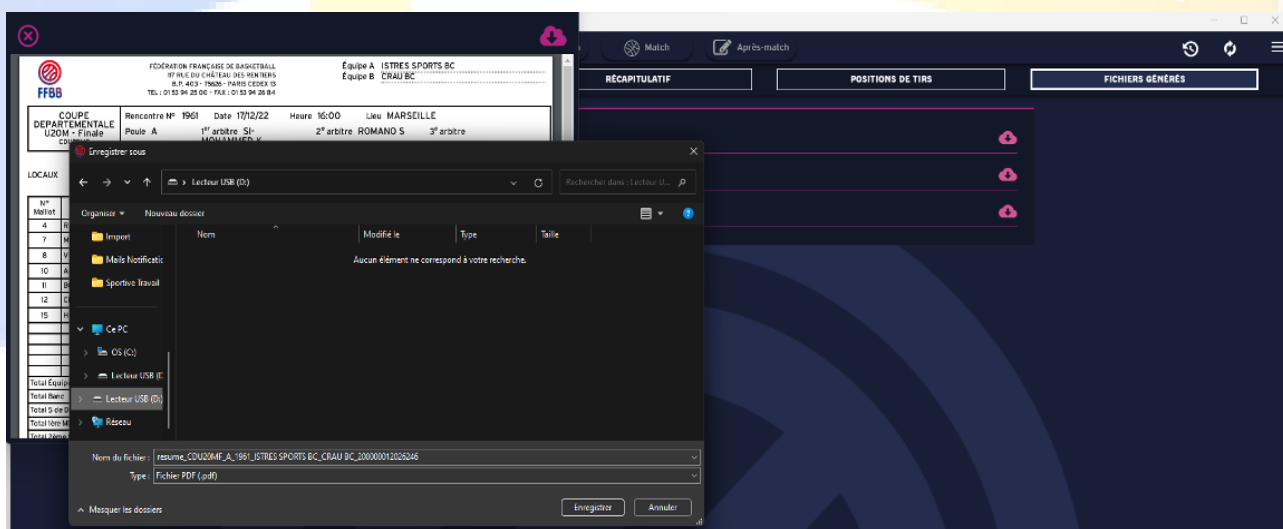 Match
Après-match
RÉCAPITULATIF
POSITIONS DE TIRS
FICHIERS GÉNÉRÉS
FFBB
FÉDÉRATION FRANÇAISE DE BASKETBALL
117 RUE DU CHÂTEAU DES RENTIERS
B.P. 403 - 75626 - PARIS CEDEX 13
TEL : 01 53 94 25 00 - FAX : 01 53 94 26 84
Équipe A ISTRES SPORTS BC
Équipe B CRAU BC
COUPE
DEPARTEMENTALE
U20M - Finale
Rencontre N° 1961 Date 17/12/22 Heure 16:00 Lieu MARSEILLE
Poule A 1er arbitre SI-
MOHAMMED Y
2e arbitre ROMANO S 3e arbitre
LOCAUX
N°
Maillot
4
7
8
10
11
12
15
Total Banc
Enregistrer sous
Lecteur USB (D:)
Rechercher dans : Lecteur U...
Organiser
Nouveau dossier
Nom
Modifié le
Type
Taille
Aucun élément ne correspond à votre recherche.
Import
Mails Notificatic
Sportive Travail
Ce PC
OS (C:)
Lecteur USB (D
Lecteur USB (D:)
Réseau
Nom du fichier : resume_CDU20MF_A_1961_ISTRES SPORTS BC_CRAU BC_200000012026246
Type : Fichier PDF (.pdf)
Masquer les dossiers
Enregistrer
Annuler